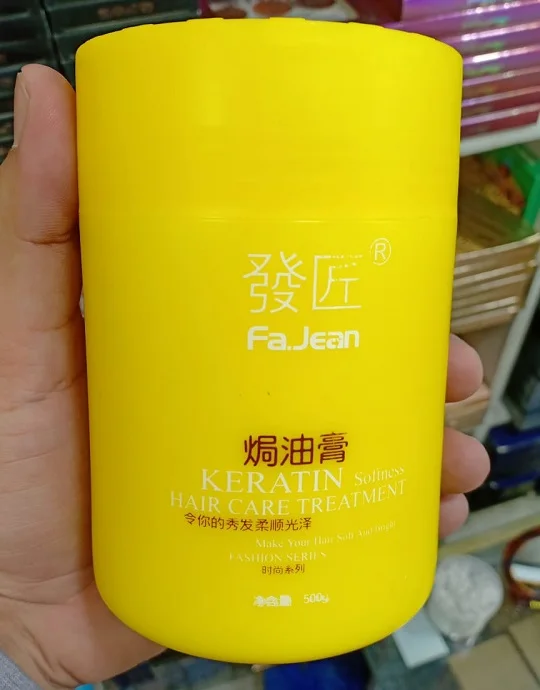 發匠®
Fa.Jean
焗油膏
KERATIN Softness
HAIR CARE TREATMENT
令你的秀发柔顺光泽
Make Your Hair Soft And Bright
FASHION SERIES
时尚系列
净含量 500g